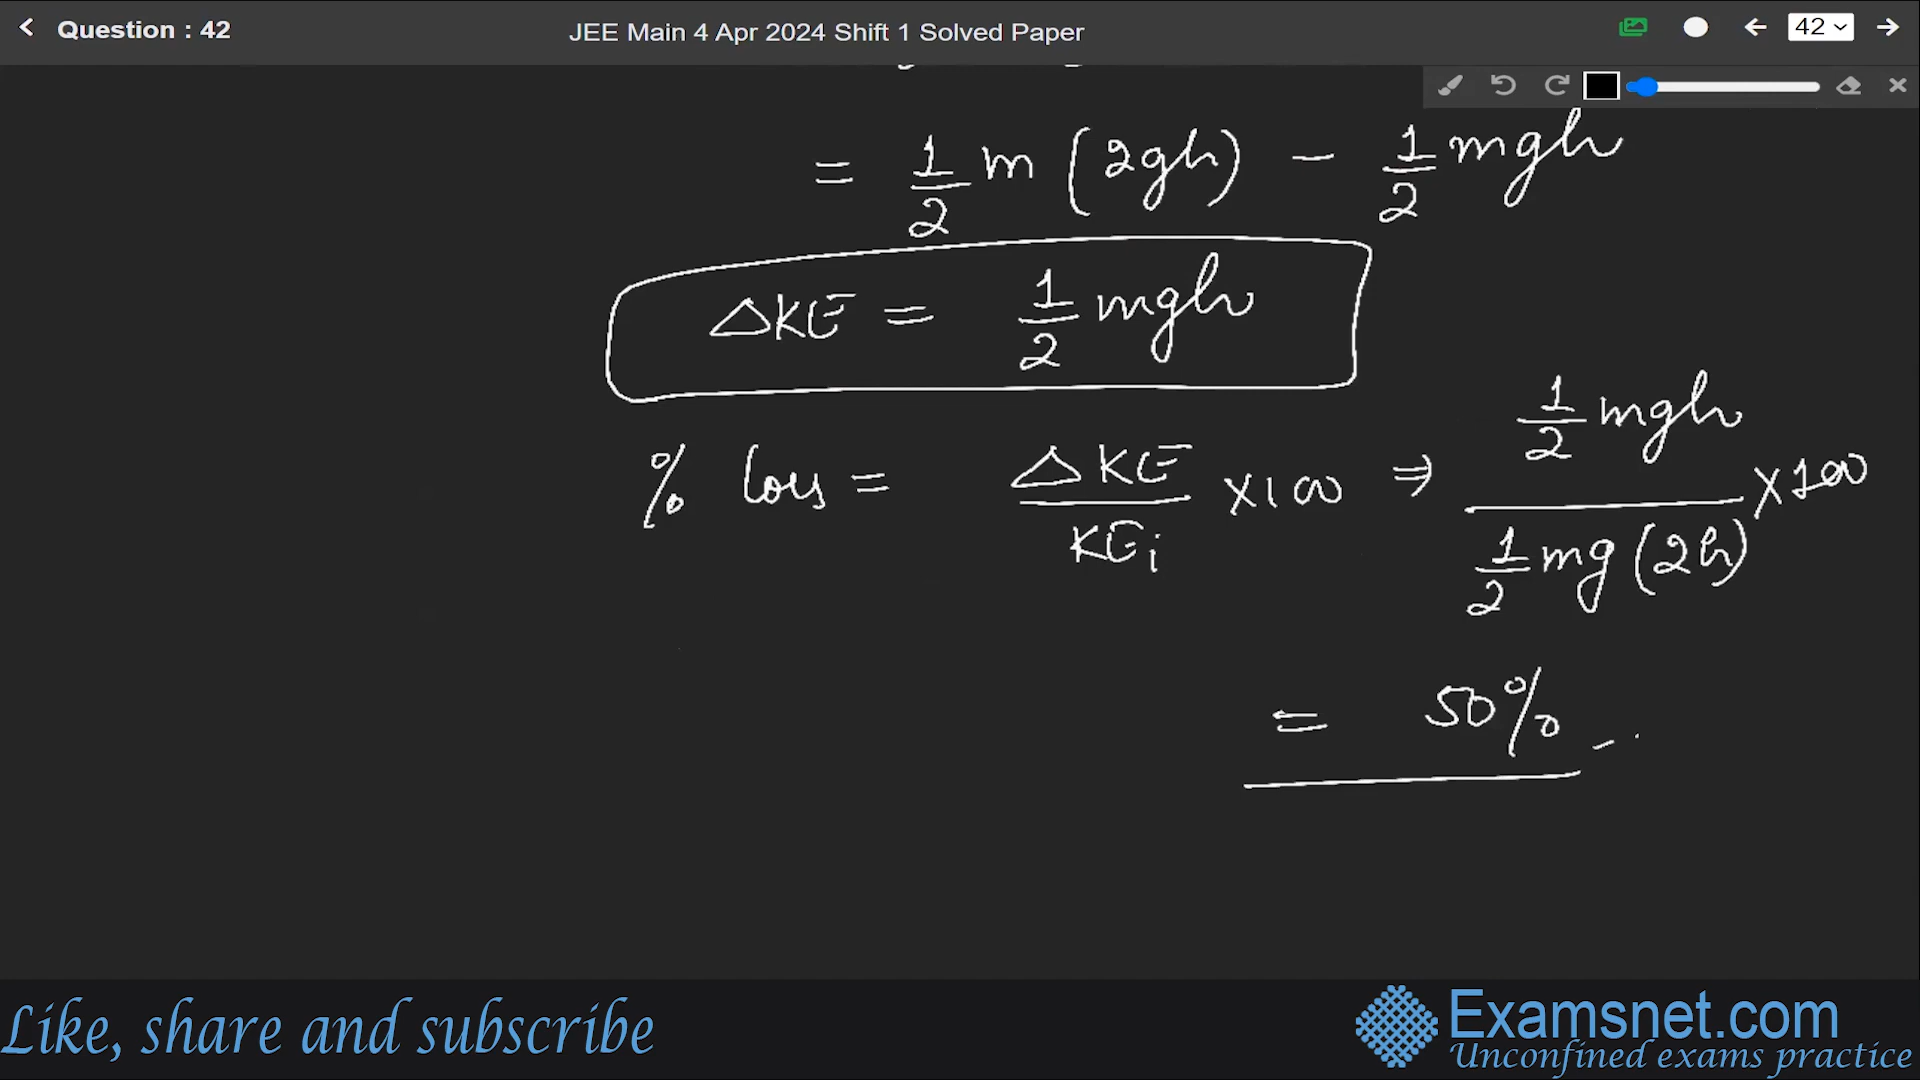 Question : 42
JEE Main 4 Apr 2024 Shift 1 Solved Paper
42
= 1/2 m (2gh) - 1/2 mgh
ΔKE = 1/2 mgh
% loss = ΔKE/KEi ×100 ⇒ 1/2 mgh / 1/2 mg(2h) ×100
= 50%
Like, share and subscribe
Examsnet.com
Unconfined exams practice